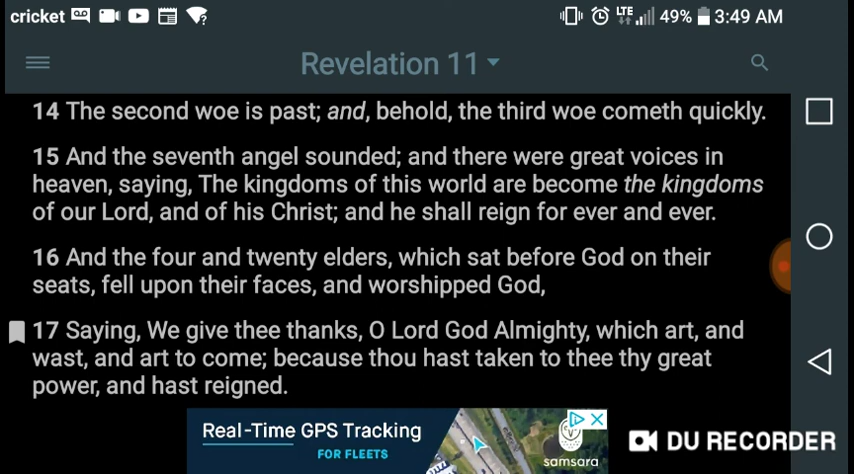 cricket LTE 49% 3:49 AM
Revelation 11
14 The second woe is past; and, behold, the third woe cometh quickly.
15 And the seventh angel sounded; and there were great voices in
heaven, saying, The kingdoms of this world are become the kingdoms
of our Lord, and of his Christ; and he shall reign for ever and ever.
16 And the four and twenty elders, which sat before God on their
seats, fell upon their faces, and worshipped God,
17 Saying, We give thee thanks, O Lord God Almighty, which art, and
wast, and art to come; because thou hast taken to thee thy great
power, and hast reigned.
Real-Time GPS Tracking
FOR FLEETS
samsara
DU RECORDER